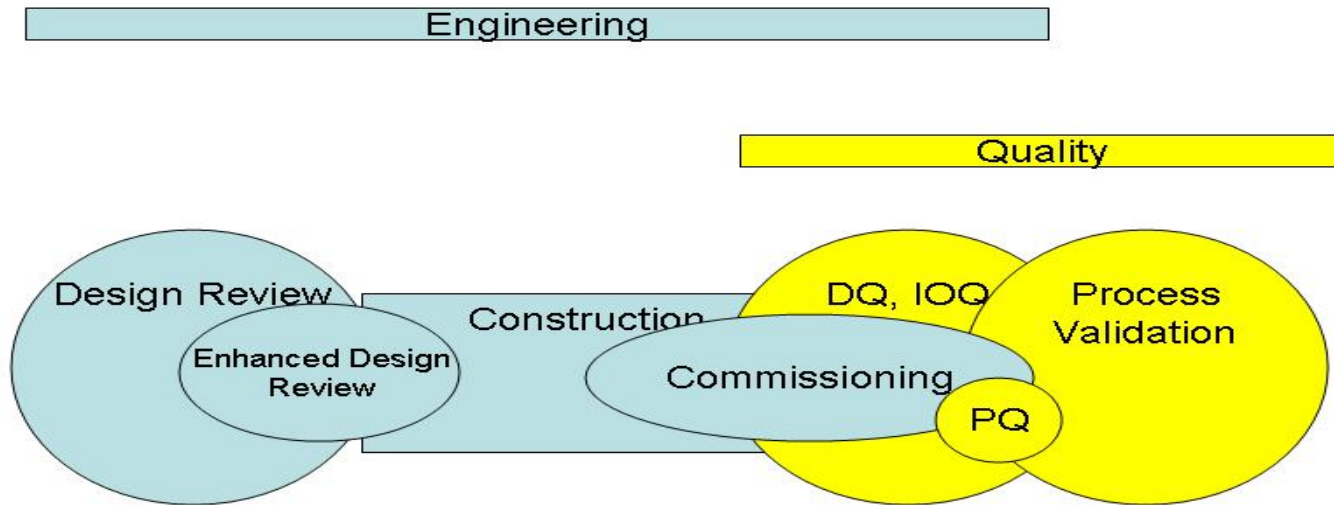 Engineering
Quality
Design Review
Enhanced Design
Review
Construction
Commissioning
DQ, IOQ
PQ
Process
Validation